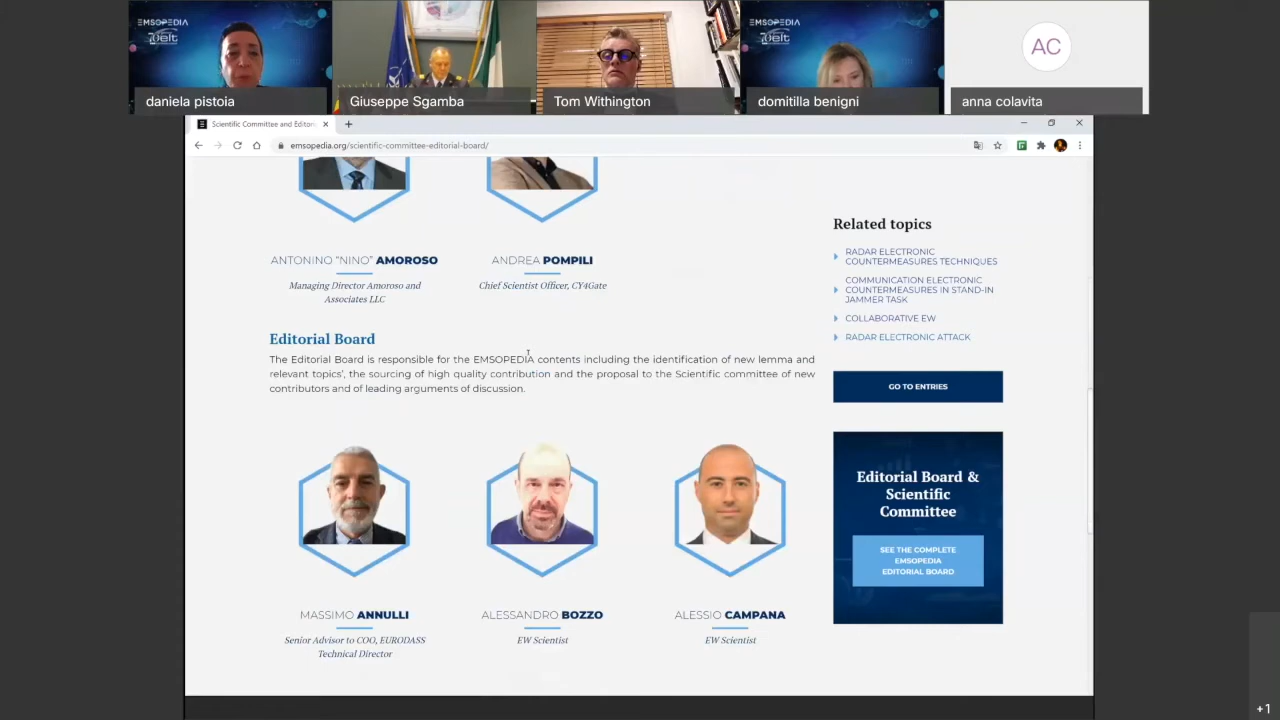 EMSOPEDIA
EMSOPEDIA
AC
daniela pistoia
Giuseppe Sgamba
Tom Withington
domitilla benigni
anna colavita
Scientific Committee and Editori
emsopedia.org/scientific-committee-editorial-board/
ANTONINO "NINO" AMOROSO
Managing Director Amoroso and
Associates LLC
ANDREA POMPILI
Chief Scientist Officer, CY4Gate
Editorial Board
The Editorial Board is responsible for the EMSOPEDIA contents including the identification of new lemma and
relevant topics', the sourcing of high quality contribution and the proposal to the Scientific committee of new
contributors and of leading arguments of discussion.
MASSIMO ANNULLI
Senior Advisor to COO, EURODASS
Technical Director
ALESSANDRO BOZZO
EW Scientist
ALESSIO CAMPANA
EW Scientist
Related topics
RADAR ELECTRONIC
COUNTERMEASURES TECHNIQUES
COMMUNICATION ELECTRONIC
COUNTERMEASURES IN STAND-IN
JAMMER TASK
COLLABORATIVE EW
RADAR ELECTRONIC ATTACK
GO TO ENTRIES
Editorial Board &
Scientific
Committee
SEE THE COMPLETE
EMSOPEDIA
EDITORIAL BOARD
+1